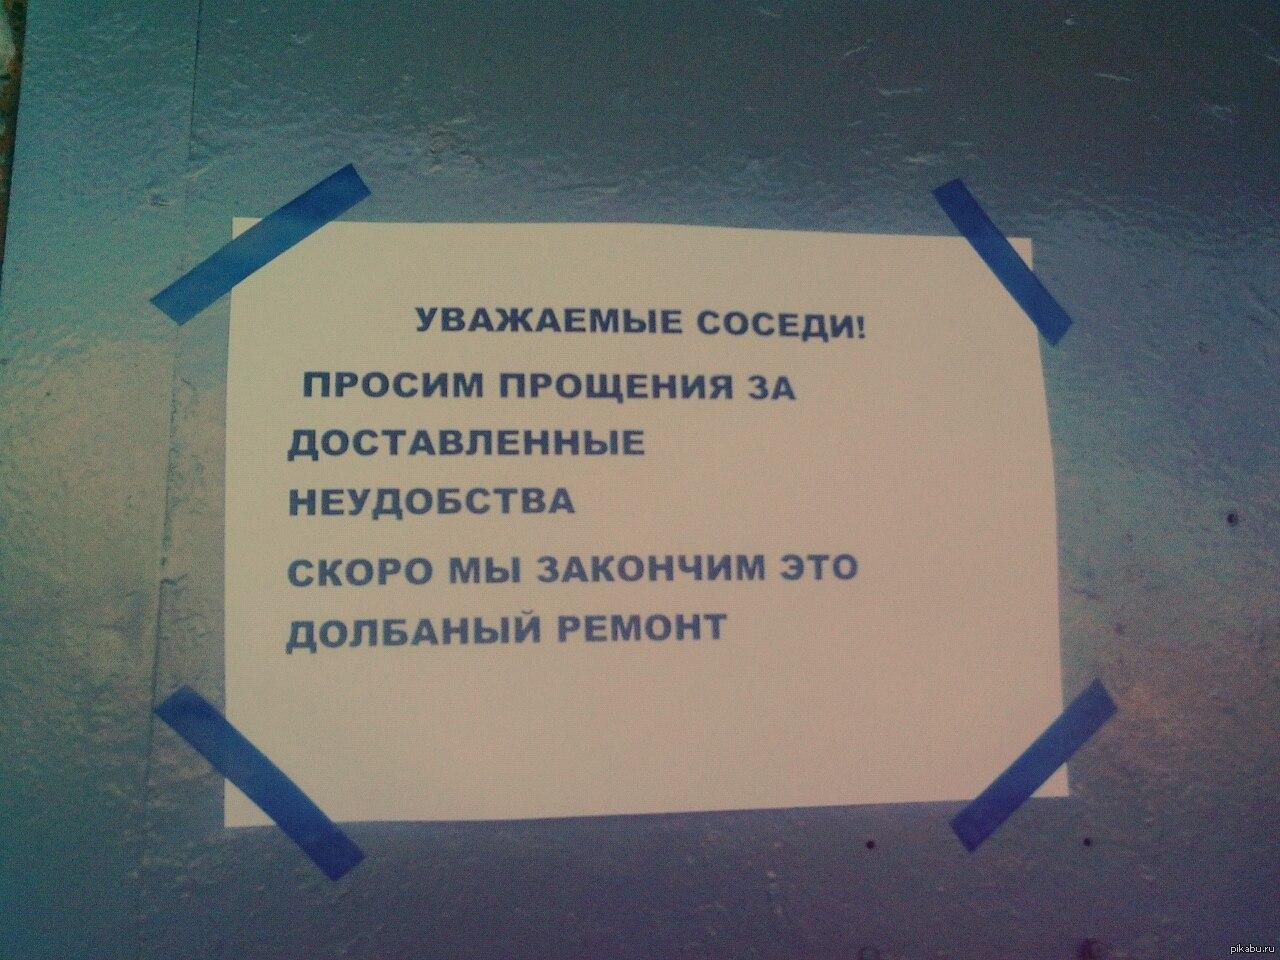 УВАЖАЕМЫЕ СОСЕДИ!
ПРОСИМ ПРОЩЕНИЯ ЗА
ДОСТАВЛЕННЫЕ
НЕУДОБСТВА
СКОРО МЫ ЗАКОНЧИМ ЭТО
ДОЛБАНЫЙ РЕМОНТ
pikabu.ru